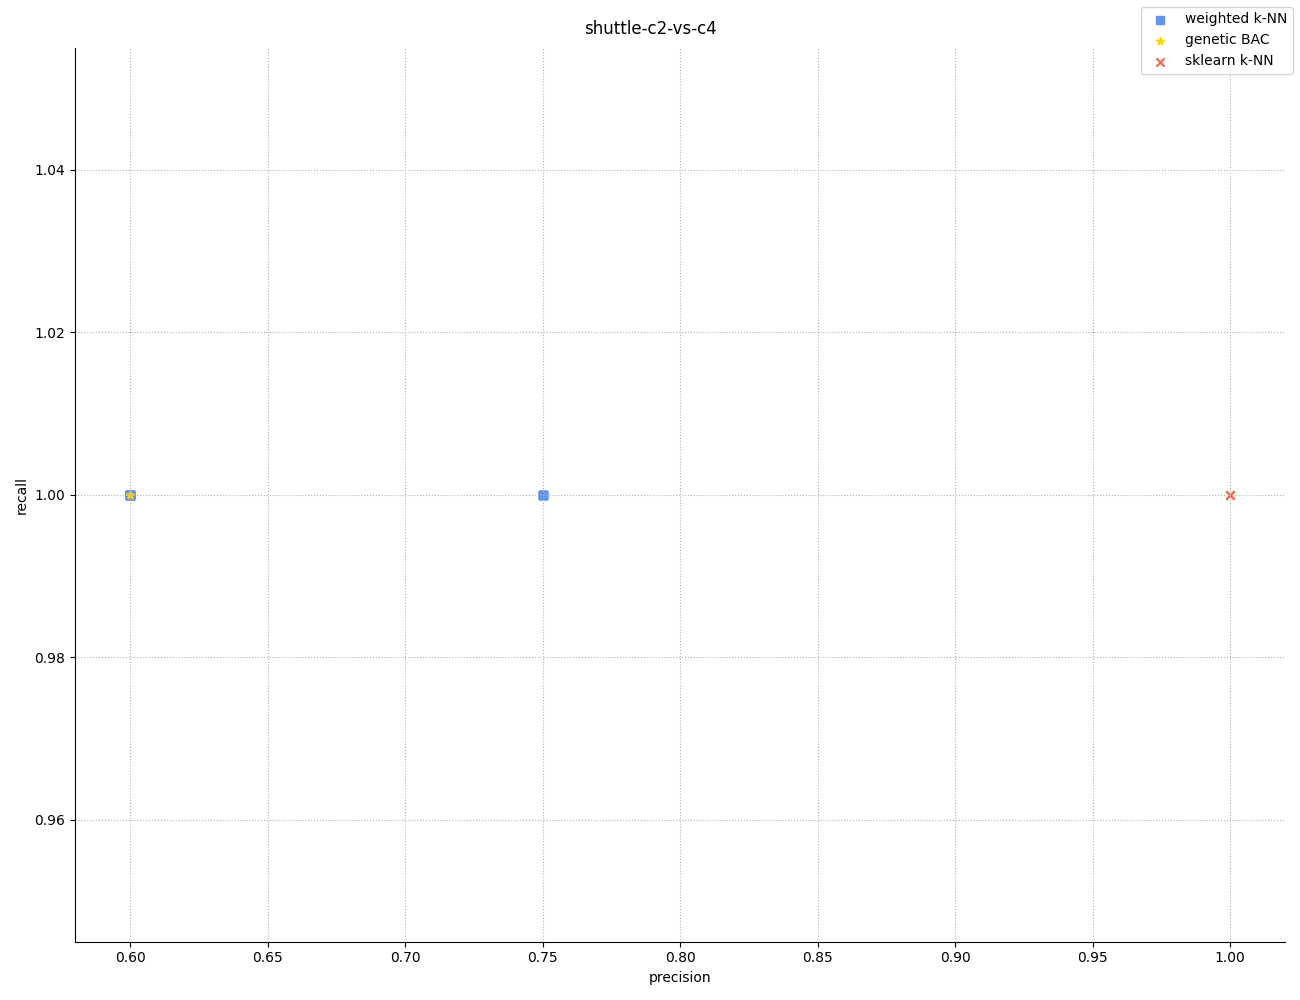 shuttle-c2-vs-c4
weighted k-NN
genetic BAC
sklearn k-NN
1.04
1.02
1.00
0.98
0.96
recall
0.60 0.65 0.70 0.75 0.80 0.85 0.90 0.95 1.00
precision